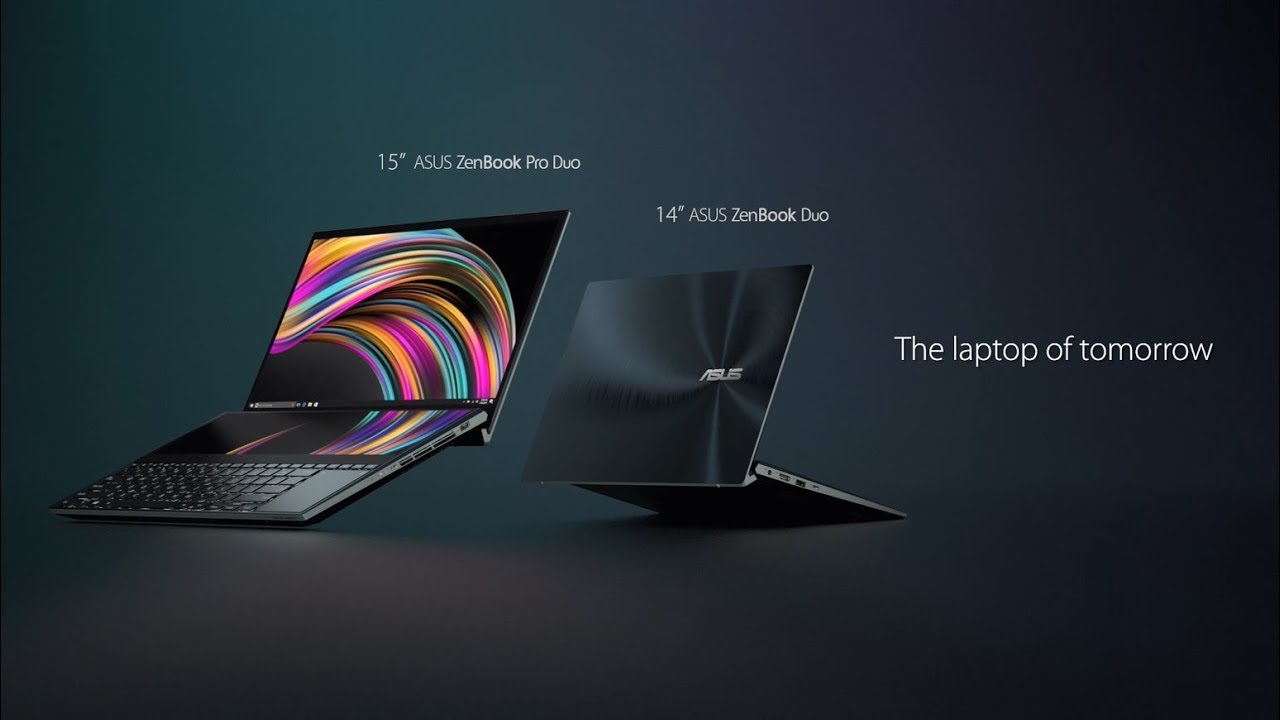 15” ASUS ZenBook Pro Duo
14” ASUS ZenBook Duo
The laptop of tomorrow
ASUS